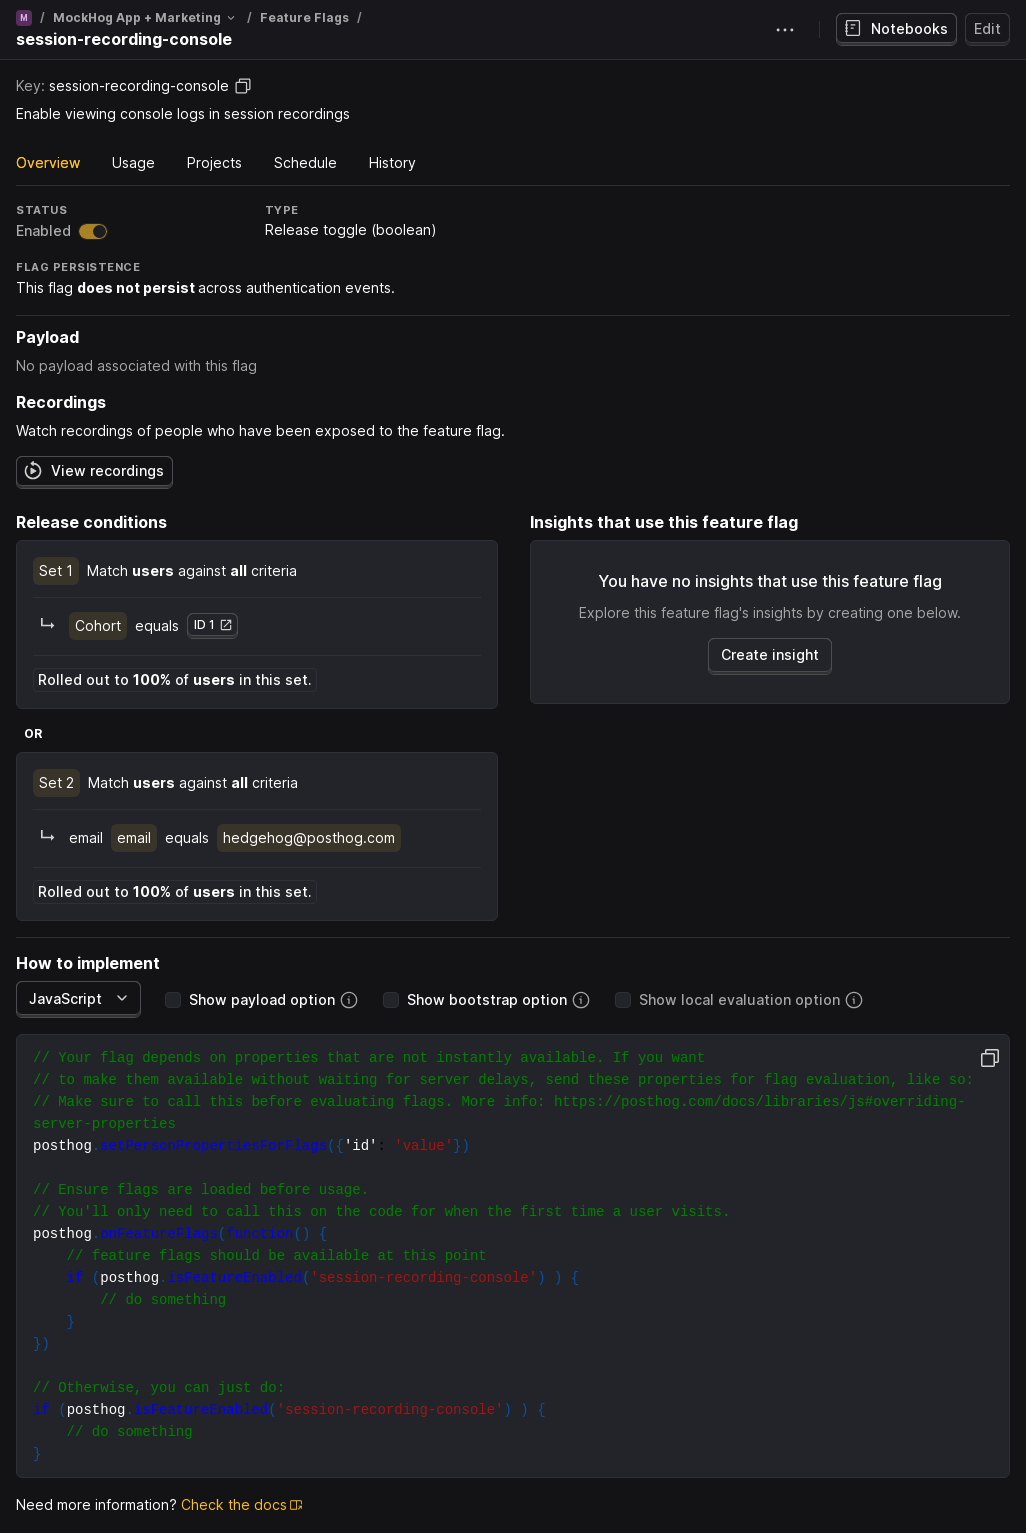 M / MockHog App + Marketing / Feature Flags /
session-recording-console
Notebooks
Edit
Key: session-recording-console
Enable viewing console logs in session recordings
Overview Usage Projects Schedule History
STATUS
Enabled
TYPE
Release toggle (boolean)
FLAG PERSISTENCE
This flag does not persist across authentication events.
Payload
No payload associated with this flag
Recordings
Watch recordings of people who have been exposed to the feature flag.
View recordings
Release conditions
Set 1 Match users against all criteria
Cohort equals ID 1
Rolled out to 100% of users in this set.
OR
Set 2 Match users against all criteria
email email equals hedgehog@posthog.com
Rolled out to 100% of users in this set.
Insights that use this feature flag
You have no insights that use this feature flag
Explore this feature flag's insights by creating one below.
Create insight
How to implement
JavaScript Show payload option Show bootstrap option Show local evaluation option
// Your flag depends on properties that are not instantly available. If you want
// to make them available without waiting for server delays, send these properties for flag evaluation, like so:
// Make sure to call this before evaluating flags. More info: https://posthog.com/docs/libraries/js#overriding-
server-properties
posthog.setPersonPropertiesForFlags({'id': 'value'})
// Ensure flags are loaded before usage.
// You'll only need to call this on the code for when the first time a user visits.
posthog.onFeatureFlags(function() {
    // feature flags should be available at this point
    if (posthog.isFeatureEnabled('session-recording-console') ) {
        // do something
    }
})
// Otherwise, you can just do:
if (posthog.isFeatureEnabled('session-recording-console') ) {
    // do something
}
Need more information? Check the docs